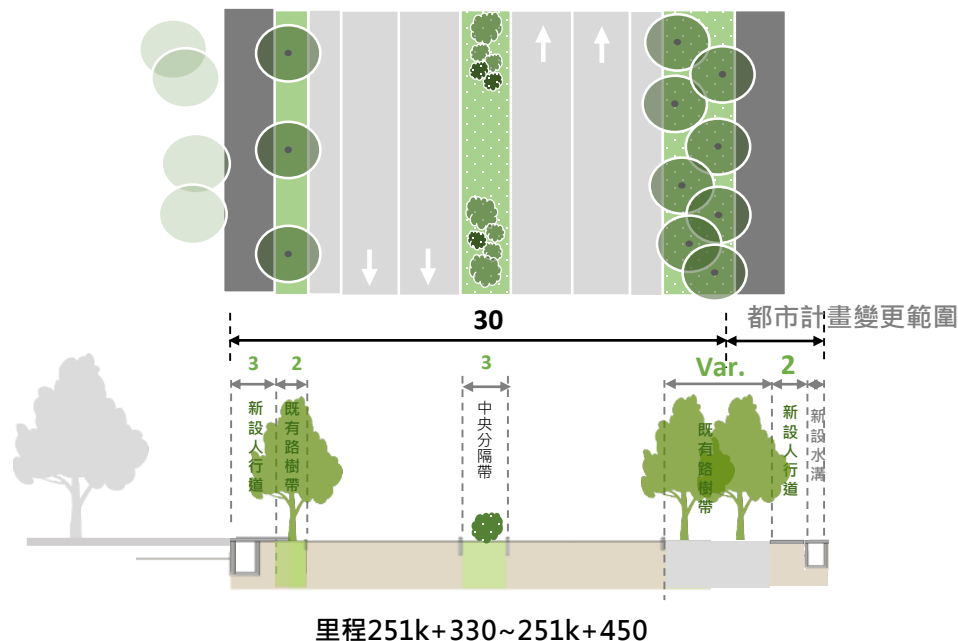 都市計畫變更範圍
30
3
2
3
Var.
2
新設人行道
既有路樹帶
中央分隔帶
既有路樹帶
新設人行道
新設水溝
里程251k+330~251k+450